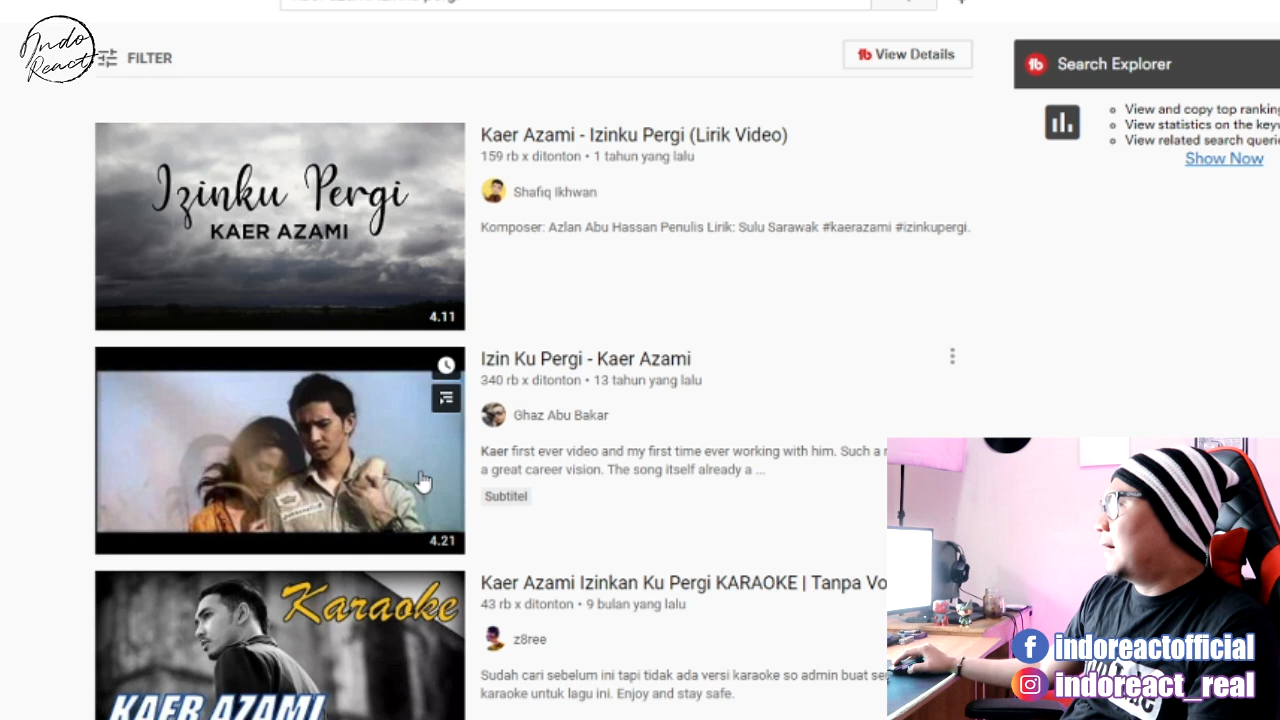 Indo
React
FILTER
View Details
Search Explorer
View and copy top ranking
View statistics on the keyw
View related search queries
Show Now
Izinku Pergi
KAER AZAMI
4.11
Kaer Azami - Izinku Pergi (Lirik Video)
159 rb x ditonton • 1 tahun yang lalu
Shafiq Ikhwan
Komposer: Azlan Abu Hassan Penulis Lirik: Sulu Sarawak #kaerazami #izinkupergi.
4.21
Izin Ku Pergi - Kaer Azami
340 rb x ditonton • 13 tahun yang lalu
Ghaz Abu Bakar
Kaer first ever video and my first time ever working with him. Such a
a great career vision. The song itself already a ...
Subtitel
Karaoke
KAER AZAMI
Kaer Azami Izinkan Ku Pergi KARAOKE | Tanpa Vo
43 rb x ditonton • 9 bulan yang lalu
z8ree
Sudah cari sebelum ini tapi tidak ada versi karaoke so admin buat se
karaoke untuk lagu ini. Enjoy and stay safe.
indoreactofficial
indoreact_real